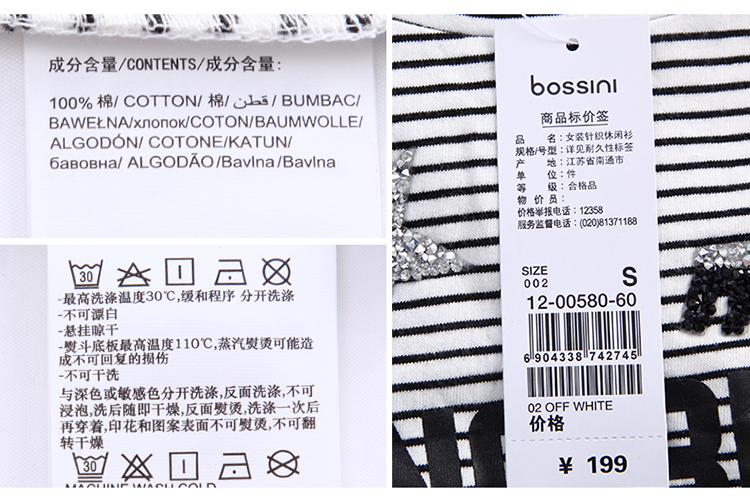 成分含量/CONTENTS/成分含量:
100% 棉/ COTTON/ 棉/ قطن/ BUMBAC/
BAWEŁNA/хлопок/COTON/BAUMWOLLE/
ALGODÓN/ COTONE/KATUN/
бавовна/ ALGODÃO/Bavlna/Bavlna
30
-最高洗涤温度30℃,缓和程序 分开洗涤
-不可漂白
-悬挂晾干
-熨斗底板最高温度110℃,蒸汽熨烫可能造
成不可回复的损伤
-不可干洗
与深色或敏感色分开洗涤,反面洗涤,不可
浸泡,洗后随即干燥,反面熨烫,洗涤一次后
再穿着,印花和图案表面不可熨烫,不可翻
转干燥
30
MACHINE WASH COLD
bossini
商品标价签
品 名：女装针织休闲衫
规格/号型：详见耐久性标签
产 地：江苏省南通市
单 位：件
等 级：合格品
物 价 员：
价格举报电话：12358
服务监督电话：(020)81371188
SIZE
002 S
12-00580-60
6 904338 742745
02 OFF WHITE
价格
¥ 199